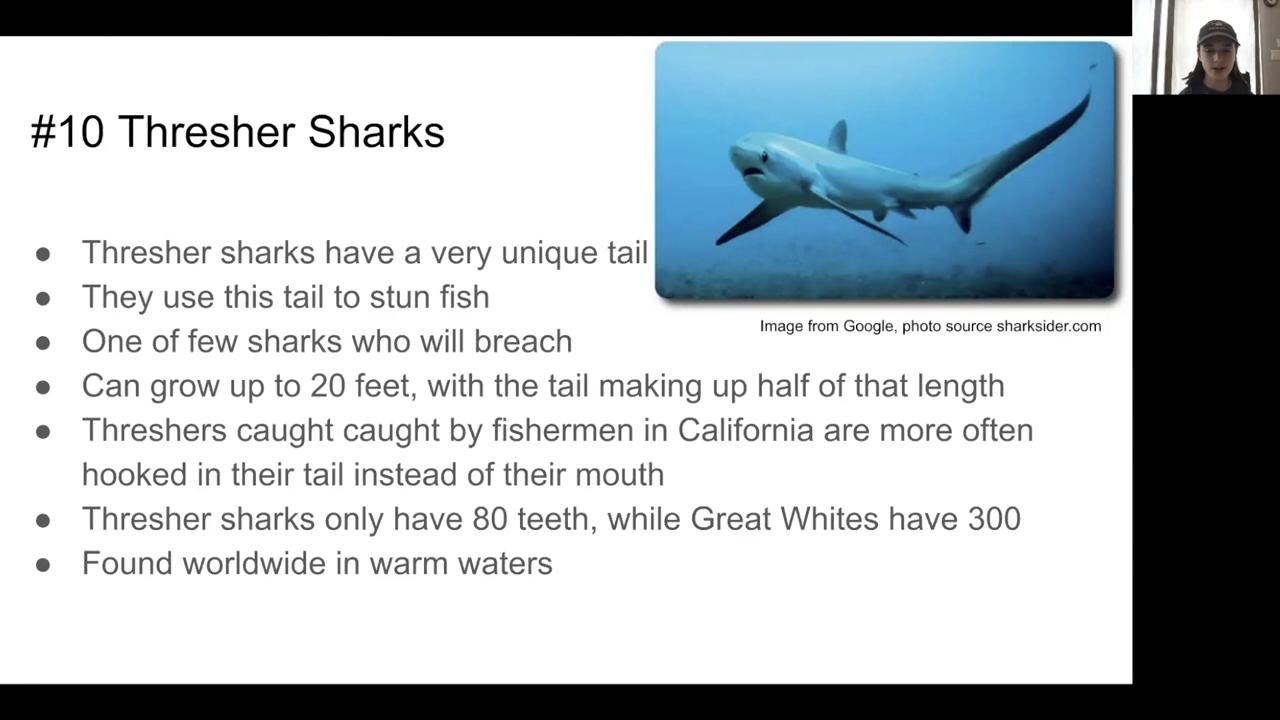 #10 Thresher Sharks
● Thresher sharks have a very unique tail
● They use this tail to stun fish
● One of few sharks who will breach
● Can grow up to 20 feet, with the tail making up half of that length
● Threshers caught caught by fishermen in California are more often
hooked in their tail instead of their mouth
● Thresher sharks only have 80 teeth, while Great Whites have 300
● Found worldwide in warm waters
Image from Google, photo source sharksider.com